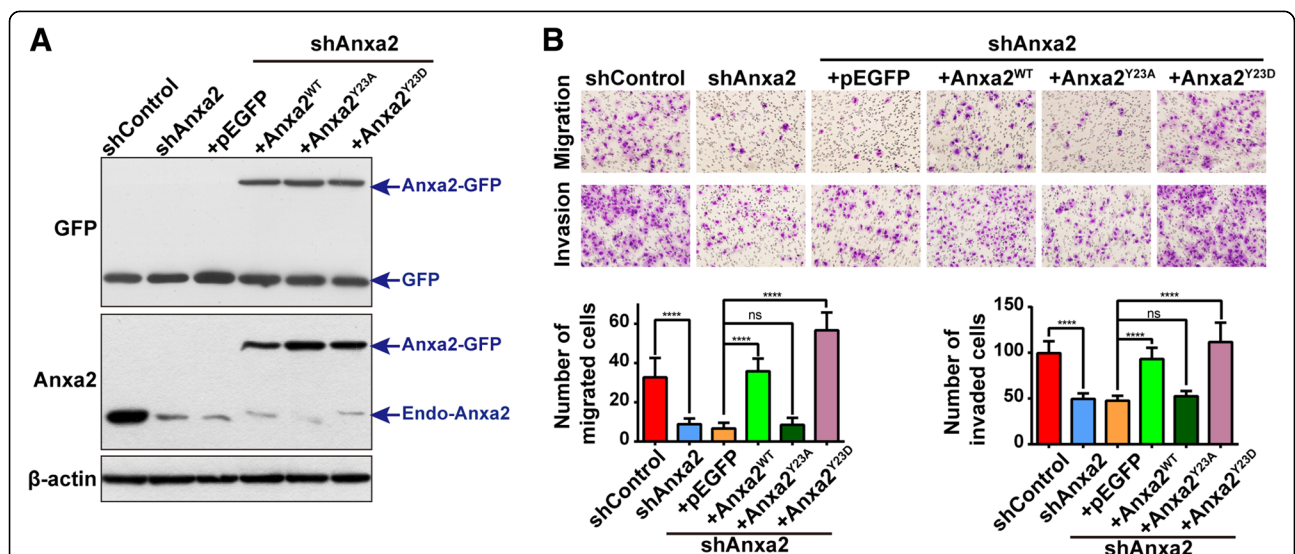 A
shAnxa2
shControl
shAnxa2
+pEGFP
+Anxa2WT
+Anxa2Y23A
+Anxa2Y23D
GFP
Anxa2-GFP
GFP
Anxa2
Anxa2-GFP
Endo-Anxa2
β-actin
B
shAnxa2
shControl shAnxa2 +pEGFP +Anxa2WT +Anxa2Y23A +Anxa2Y23D
Migration
Invasion
Number of
migrated cells
60
40
20
0
****
****
ns
****
shControl
shAnxa2
+pEGFP
+Anxa2WT
+Anxa2Y23A
+Anxa2Y23D
shAnxa2
Number of
invaded cells
150
100
50
0
****
****
ns
****
shControl
shAnxa2
+pEGFP
+Anxa2WT
+Anxa2Y23A
+Anxa2Y23D
shAnxa2